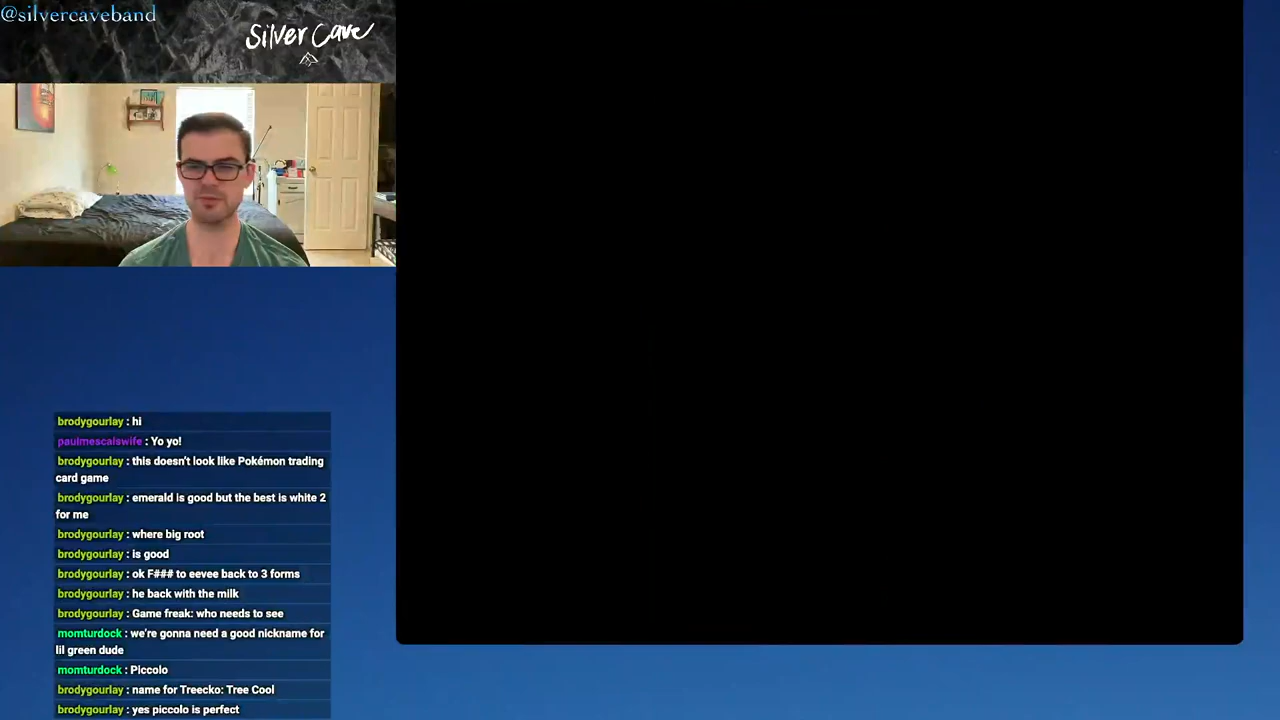 @silvercaveband
Silver Cave
brodygourlay : hi
paulmescalswife : Yo yo!
brodygourlay : this doesn't look like Pokémon trading
card game
brodygourlay : emerald is good but the best is white 2
for me
brodygourlay : where big root
brodygourlay : is good
brodygourlay : ok F### to eevee back to 3 forms
brodygourlay : he back with the milk
brodygourlay : Game freak: who needs to see
momturdock : we're gonna need a good nickname for
lil green dude
momturdock : Piccolo
brodygourlay : name for Treecko: Tree Cool
brodygourlay : yes piccolo is perfect